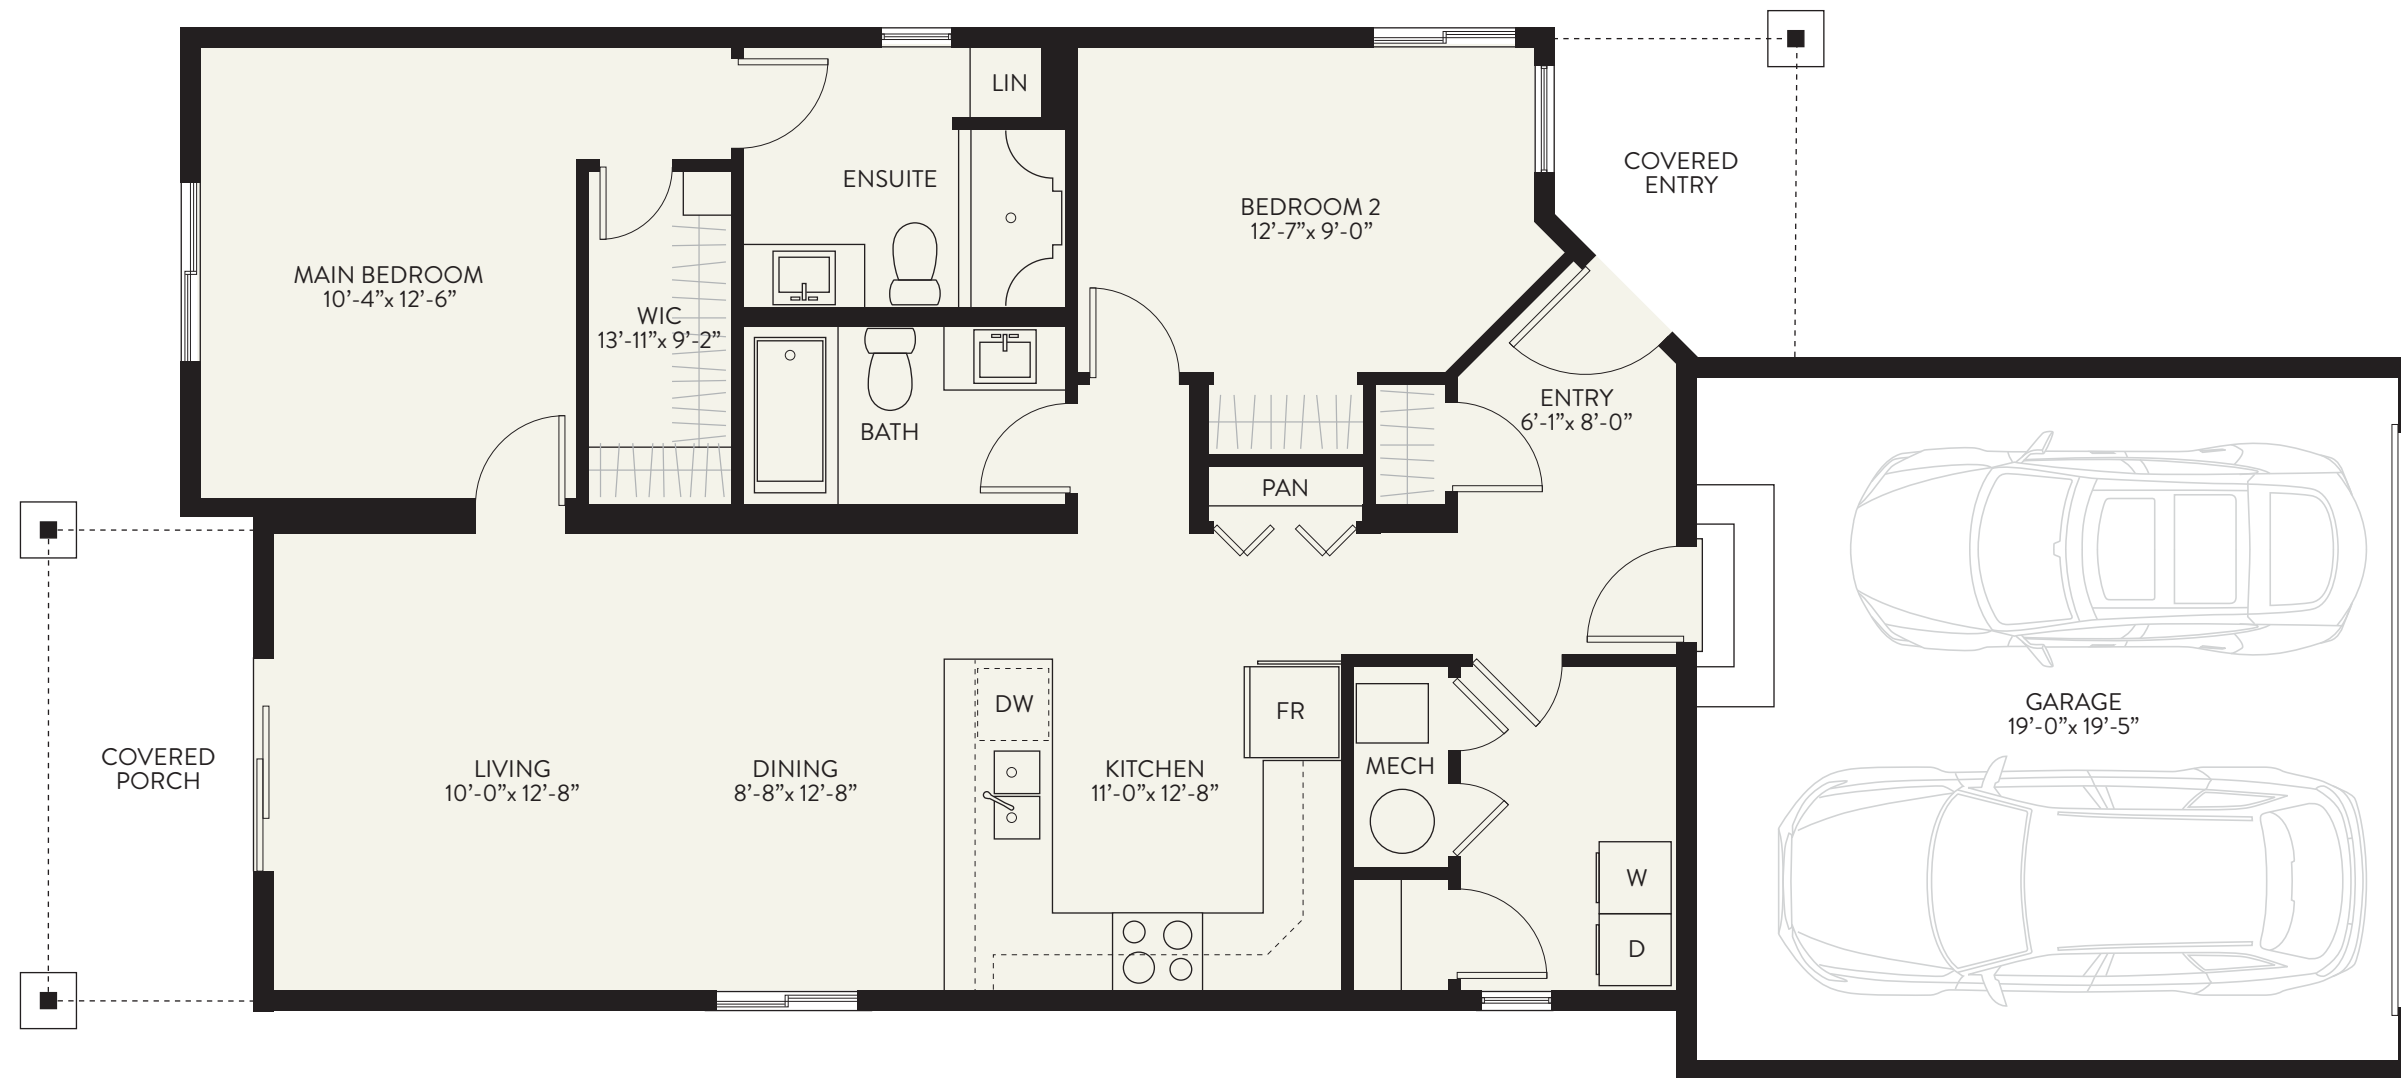 LIN
COVERED
ENTRY
ENSUITE
BEDROOM 2
12’-7”x 9’-0”
MAIN BEDROOM
10’-4”x 12’-6”
WIC
13’-11”x 9’-2”
ENTRY
6’-1”x 8’-0”
BATH
PAN
DW
FR
GARAGE
19’-0”x 19’-5”
COVERED
PORCH
LIVING
10’-0”x 12’-8”
DINING
8’-8”x 12’-8”
KITCHEN
11’-0”x 12’-8”
MECH
W
D